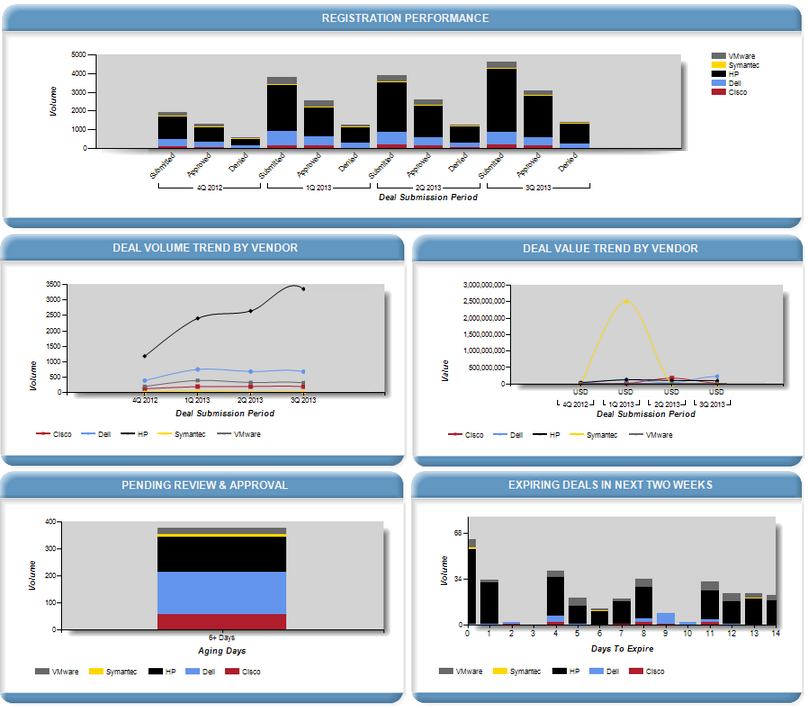 REGISTRATION PERFORMANCE
5000
4000
3000
2000
1000
0
Volume
Submitted Approved Denied Submitted Approved Denied Submitted Approved Denied Submitted Approved Denied
4Q 2012 1Q 2013 2Q 2013 3Q 2013
Deal Submission Period
VMware
Symantec
HP
Dell
Cisco
DEAL VOLUME TREND BY VENDOR
3500
3000
2500
2000
1500
1000
500
0
Volume
4Q 2012 1Q 2013 2Q 2013 3Q 2013
Deal Submission Period
Cisco Dell HP Symantec VMware
DEAL VALUE TREND BY VENDOR
3,000,000,000
2,500,000,000
2,000,000,000
1,500,000,000
1,000,000,000
500,000,000
0
Value
USD USD USD USD
4Q 2012 1Q 2013 2Q 2013 3Q 2013
Deal Submission Period
Cisco Dell HP Symantec VMware
PENDING REVIEW & APPROVAL
400
300
200
100
0
Volume
6+ Days
Aging Days
VMware Symantec HP Dell Cisco
EXPIRING DEALS IN NEXT TWO WEEKS
68
34
0
Volume
0 1 2 3 4 5 6 7 8 9 10 11 12 13 14
Days To Expire
VMware Symantec HP Dell Cisco